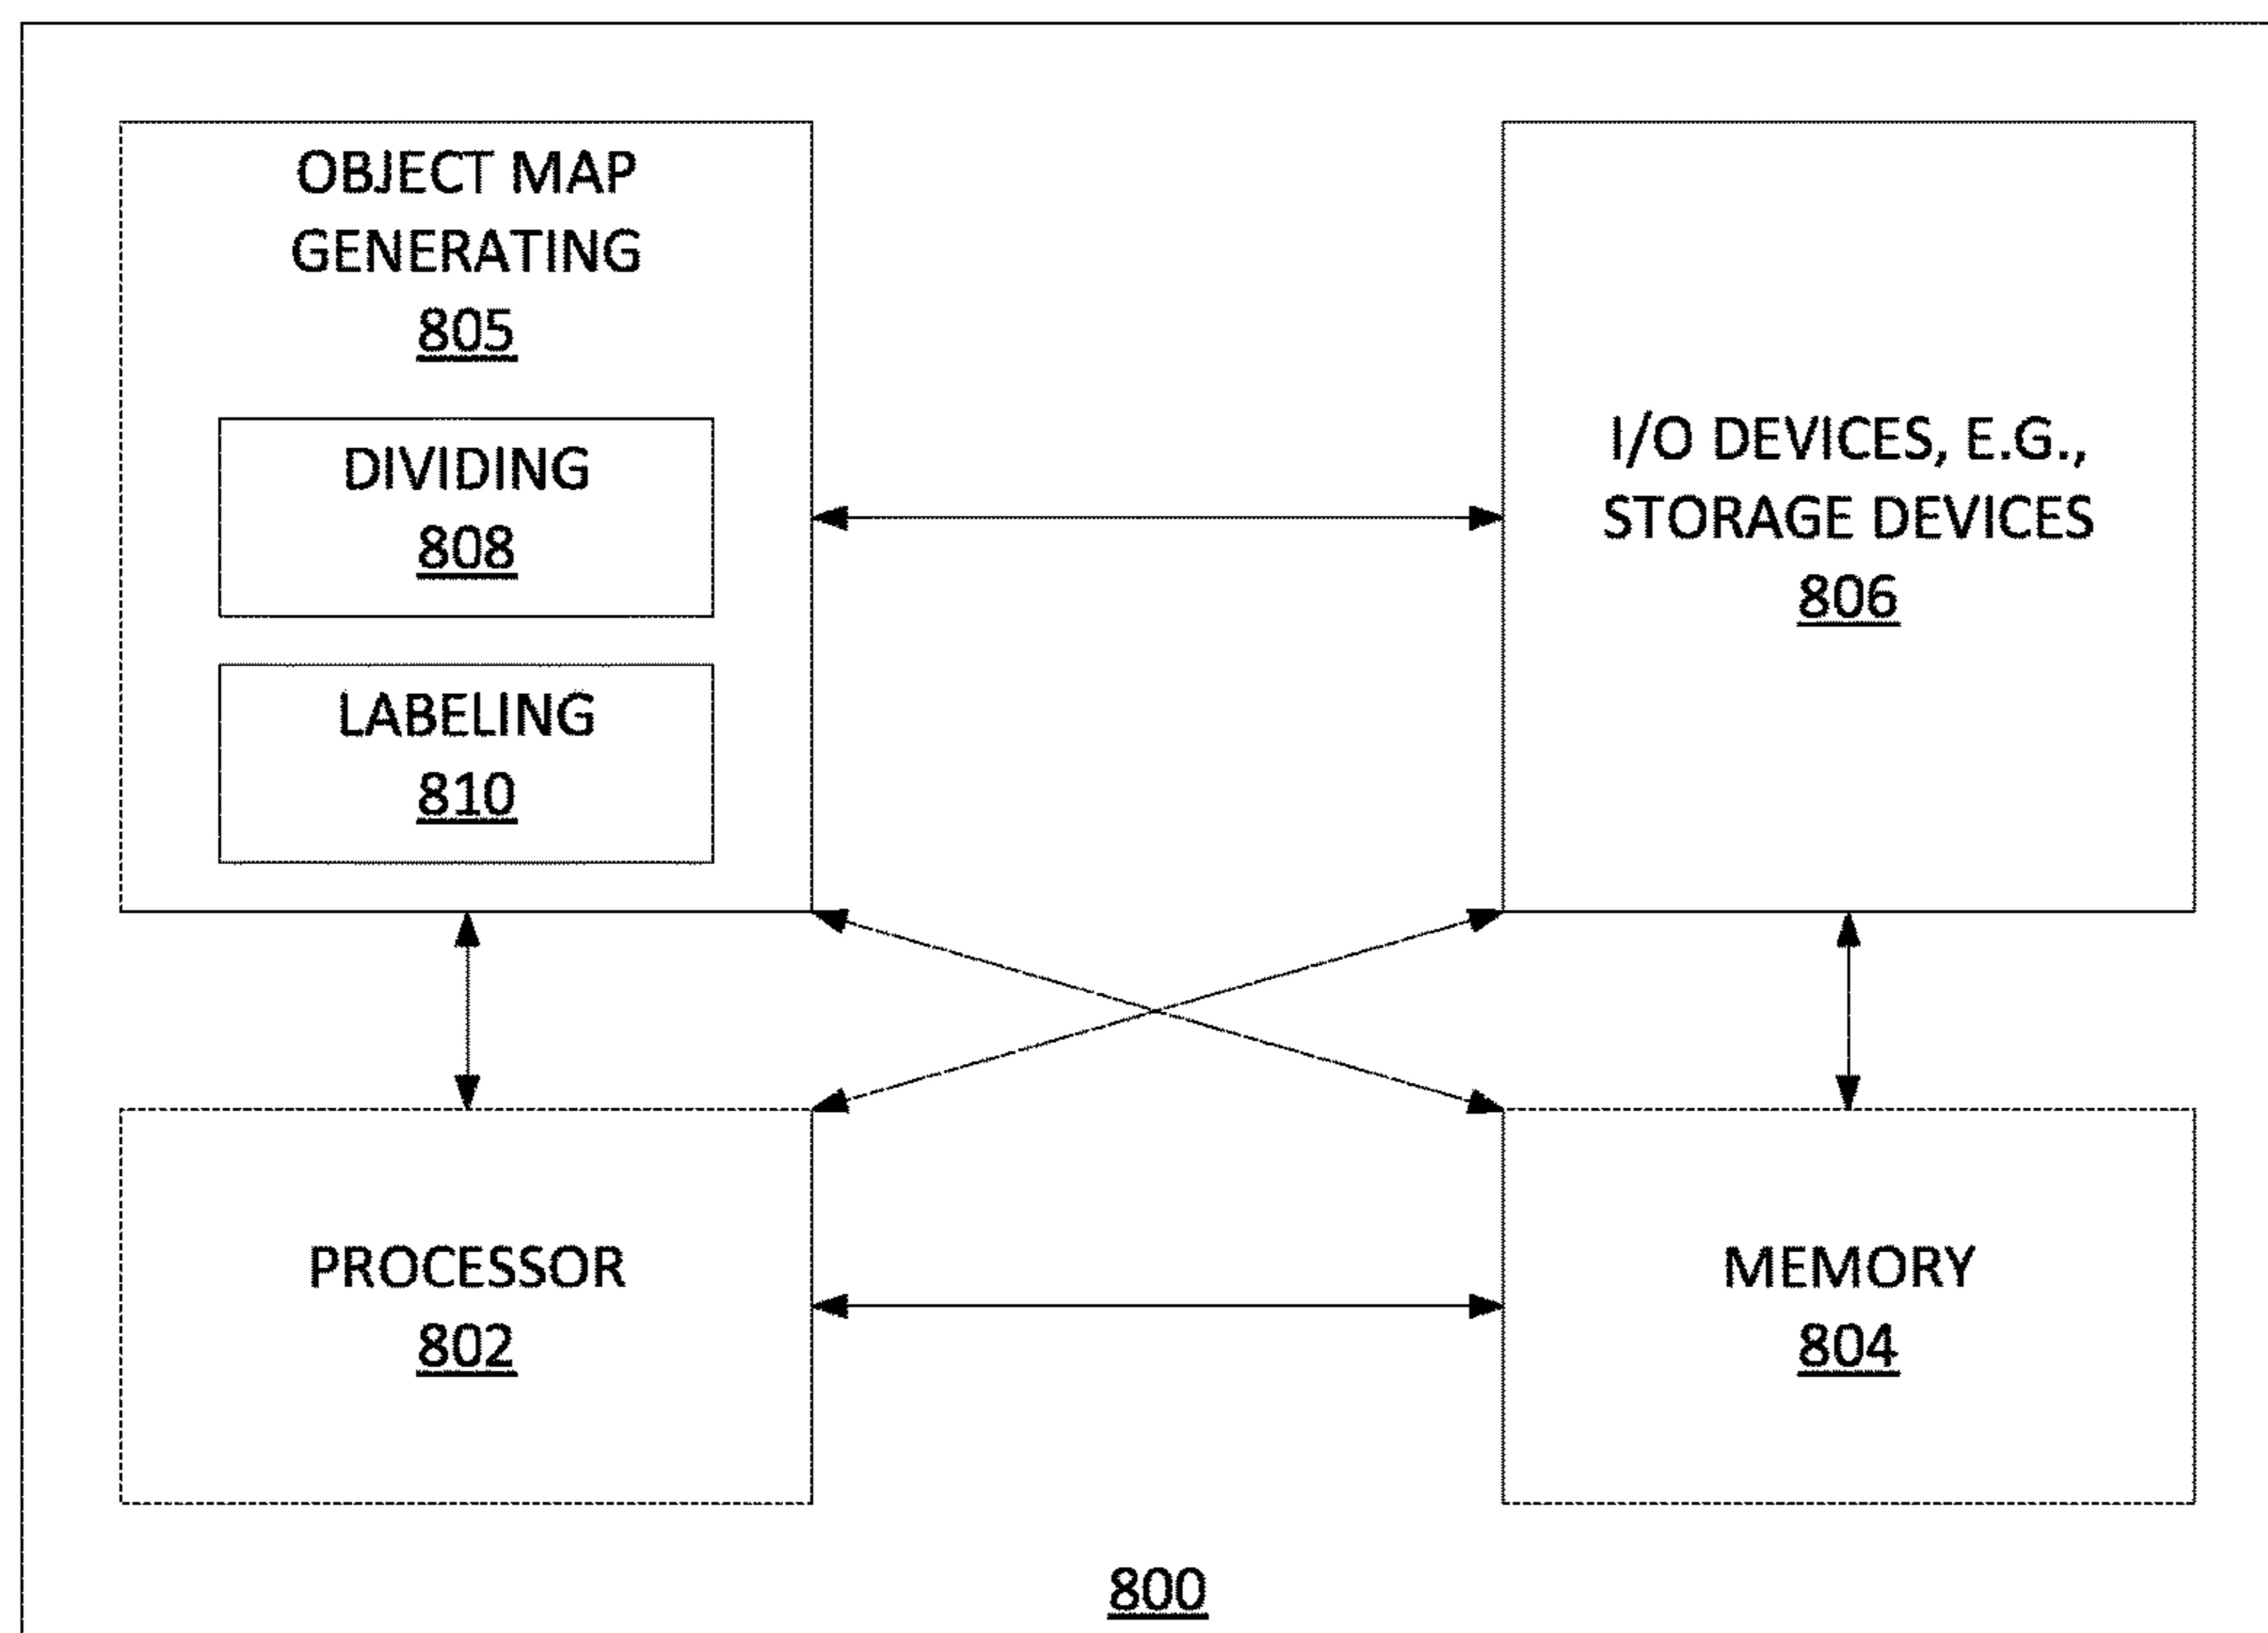 OBJECT MAP
GENERATING
805
DIVIDING
808
LABELING
810
I/O DEVICES, E.G.,
STORAGE DEVICES
806
PROCESSOR
802
MEMORY
804
800